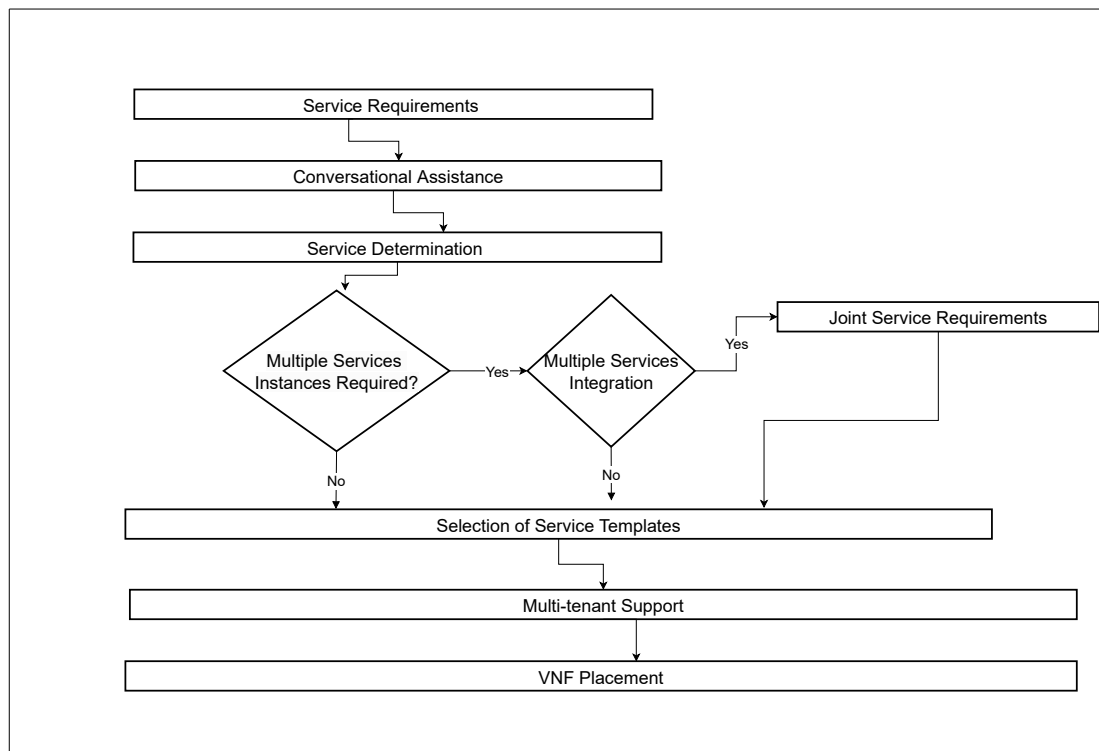 Service Requirements
Conversational Assistance
Service Determination
Multiple Services
Instances Required?
Yes
Multiple Services
Integration
Yes
Joint Service Requirements
No
No
Selection of Service Templates
Multi-tenant Support
VNF Placement